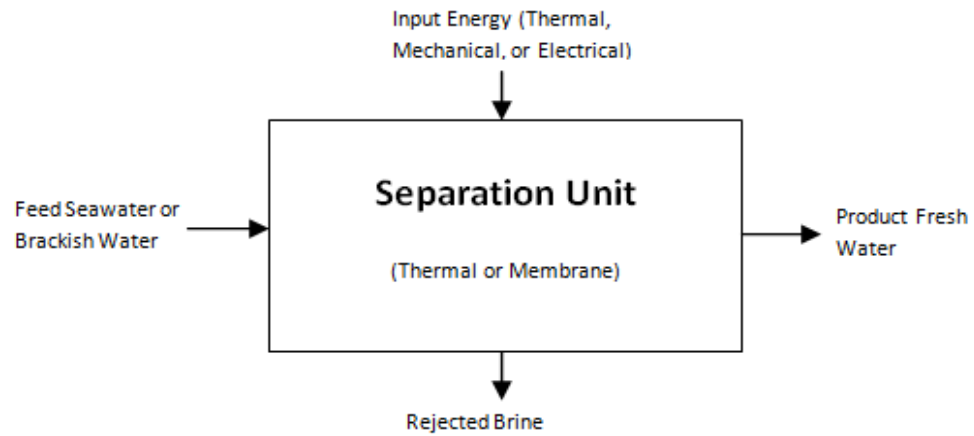 Input Energy (Thermal,
Mechanical, or Electrical)
Separation Unit
Feed Seawater or
Brackish Water
(Thermal or Membrane)
Product Fresh
Water
Rejected Brine